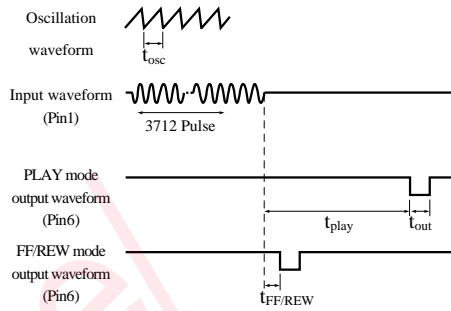 Oscillation
waveform
tosc
Input waveform
(Pin1)
3712 Pulse
PLAY mode
output waveform
(Pin6)
tplay
tout
FF/REW mode
output waveform
(Pin6)
tFF/REW